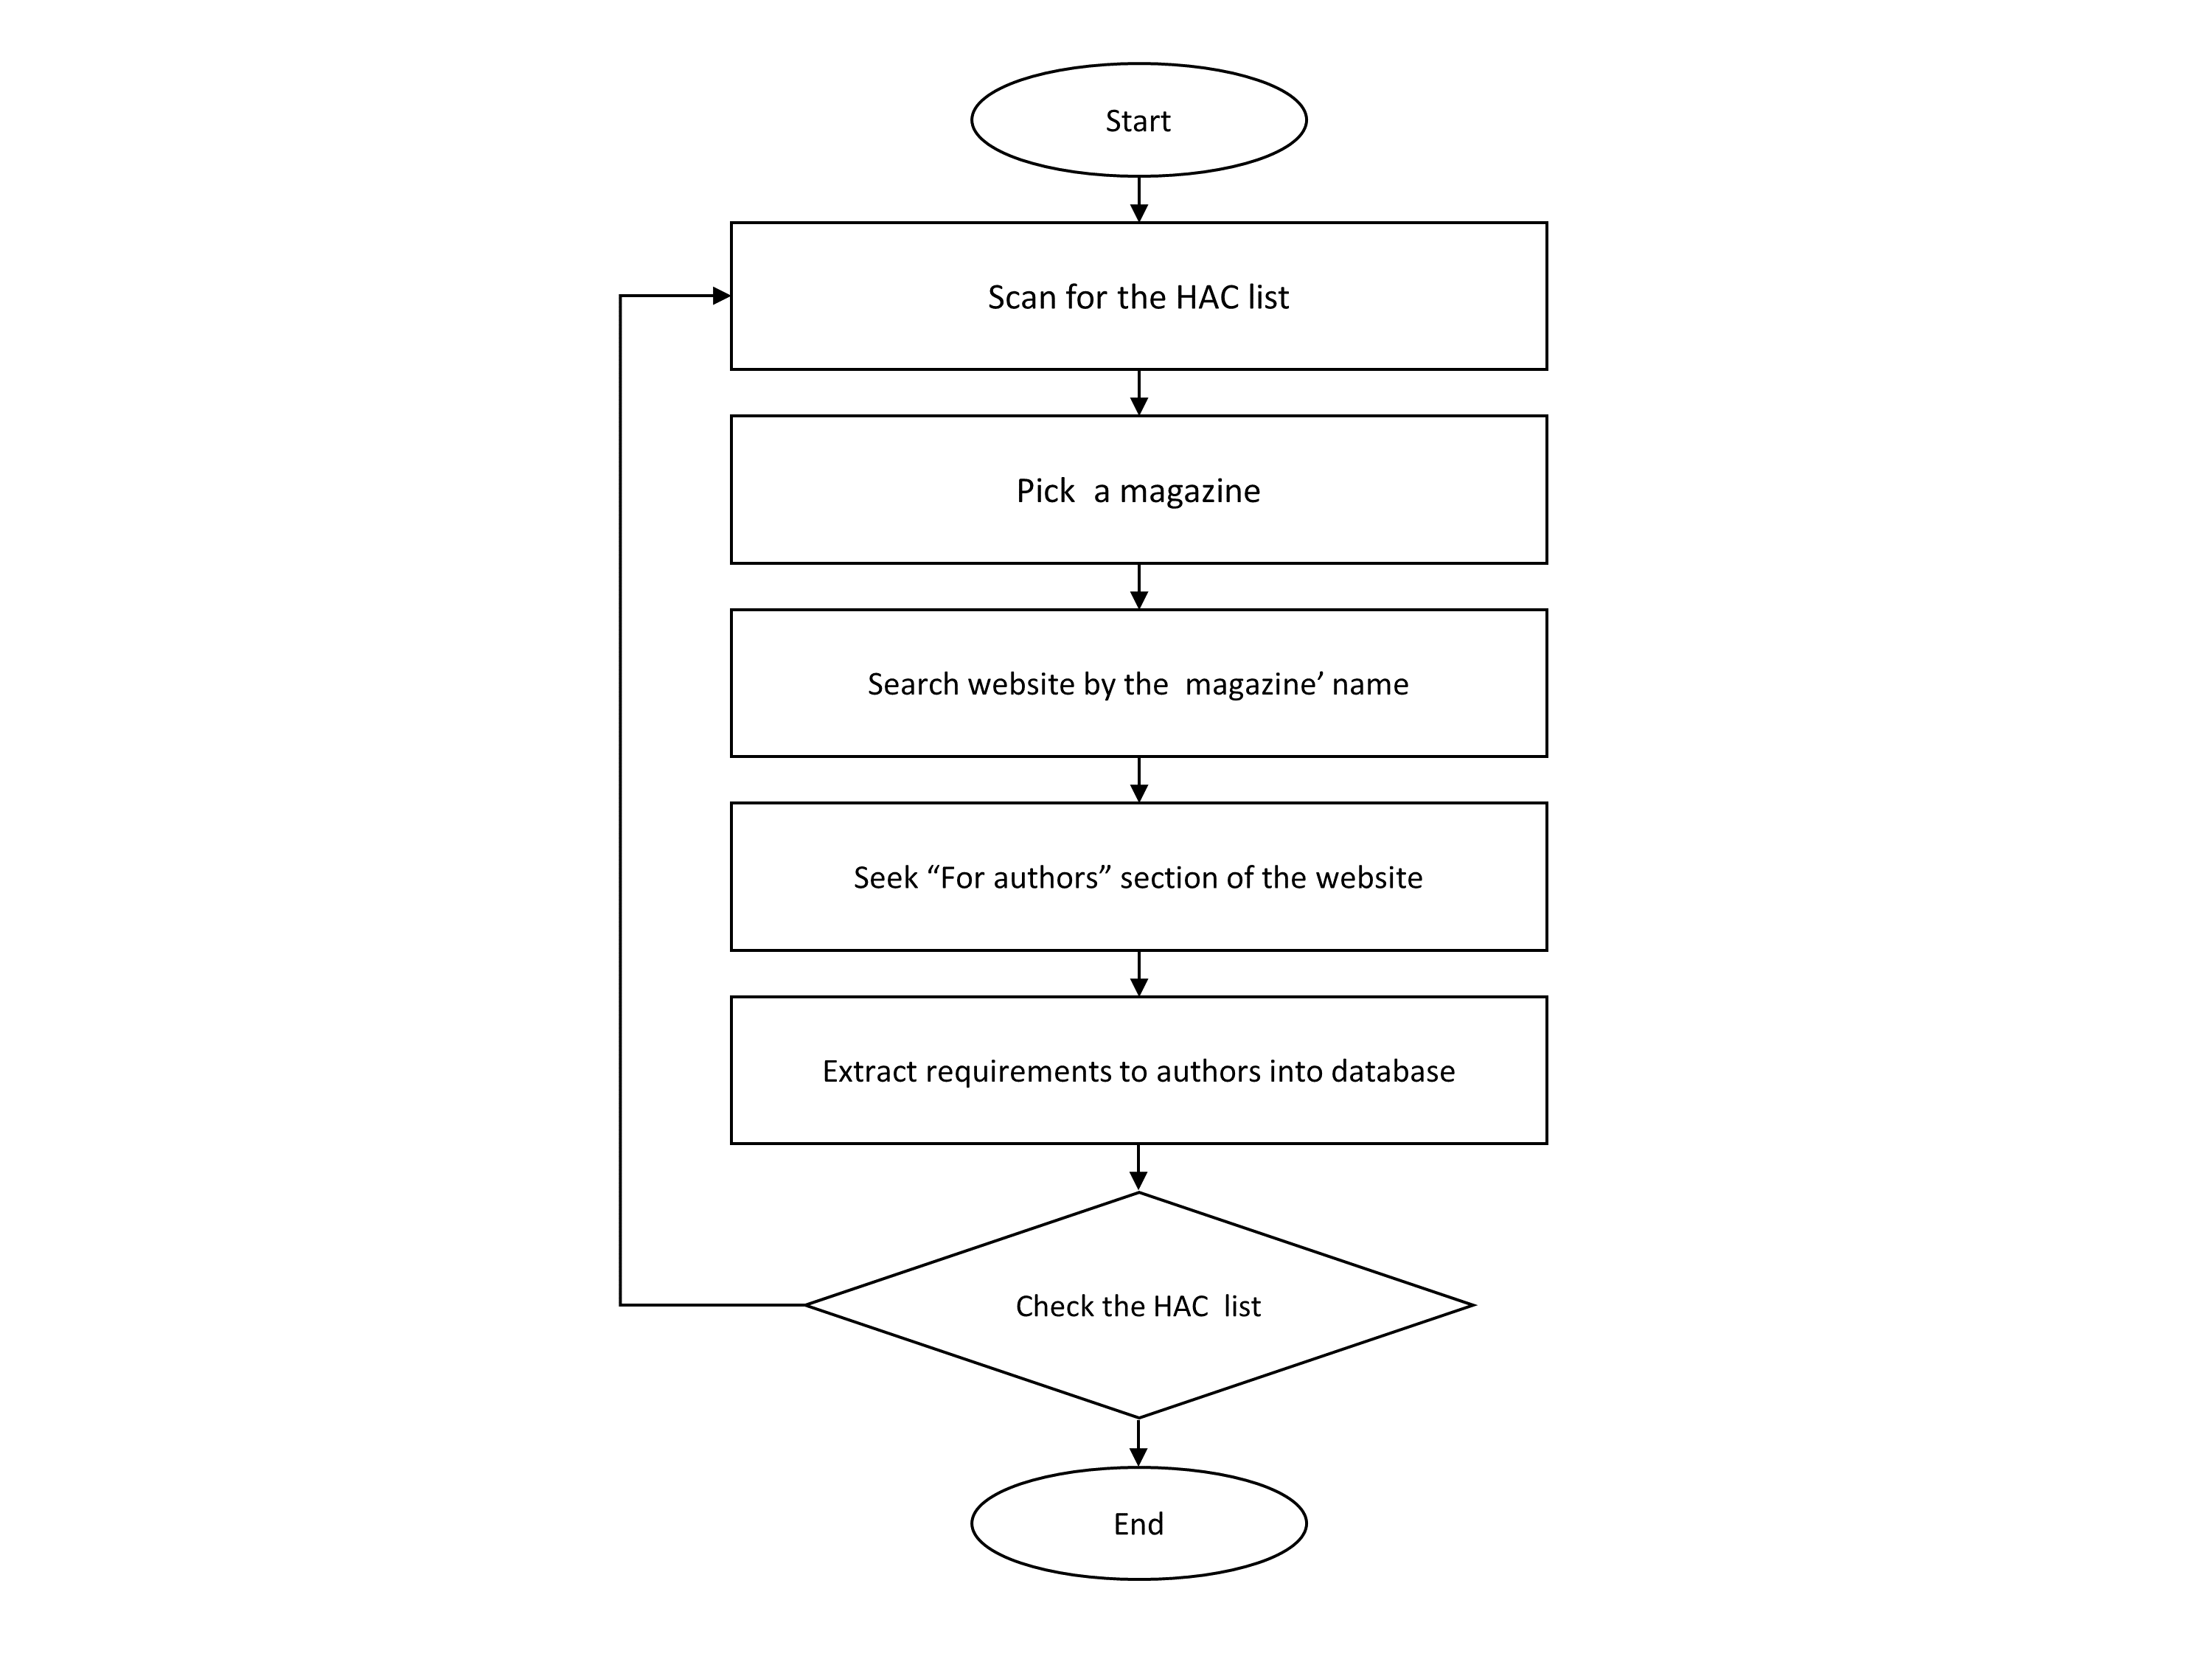 Start
Scan for the HAC list
Pick  a magazine
Search website by the  magazine’ name
Seek “For authors” section of the website
Extract requirements to authors into database
Check the HAC  list
End